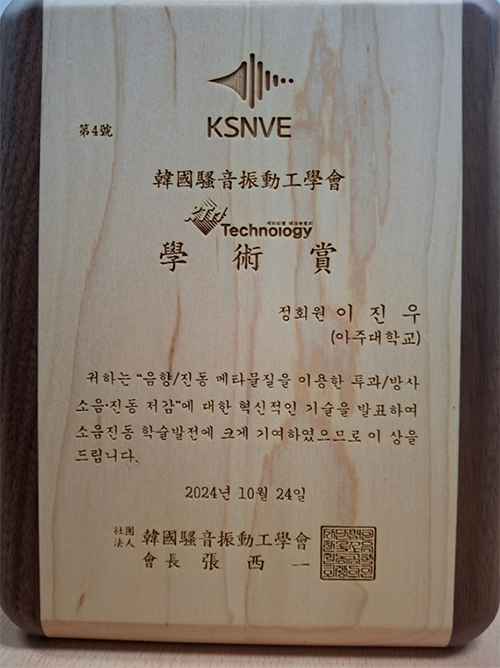 KSNVE
第4號
韓國騷音振動工學會
Technology
學 術 賞
정회원 이 진 우
(아주대학교)
귀하는 "음향/진동 메타물질을 이용한 투과/방사
소음·진동 저감"에 대한 혁신적인 기술을 발표하여
소음진동 학술발전에 크게 기여하였으므로 이 상을
드립니다.
2024년 10월 24일
社團法人 韓國騷音振動工學會
會長 張 西 一